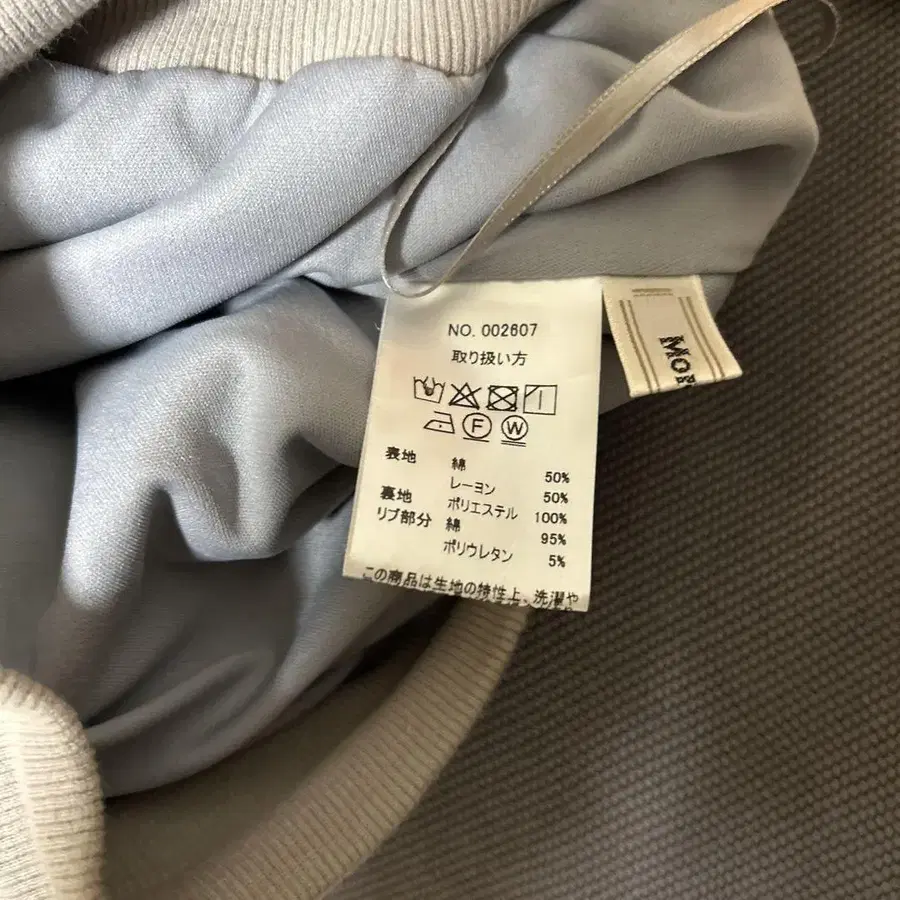 NO. 002607
取り扱い方
F W
表地 綿 50%
レーヨン 50%
裏地 ポリエステル 100%
リブ部分 綿 95%
ポリウレタン 5%
この商品は生地の特性上、洗濯や